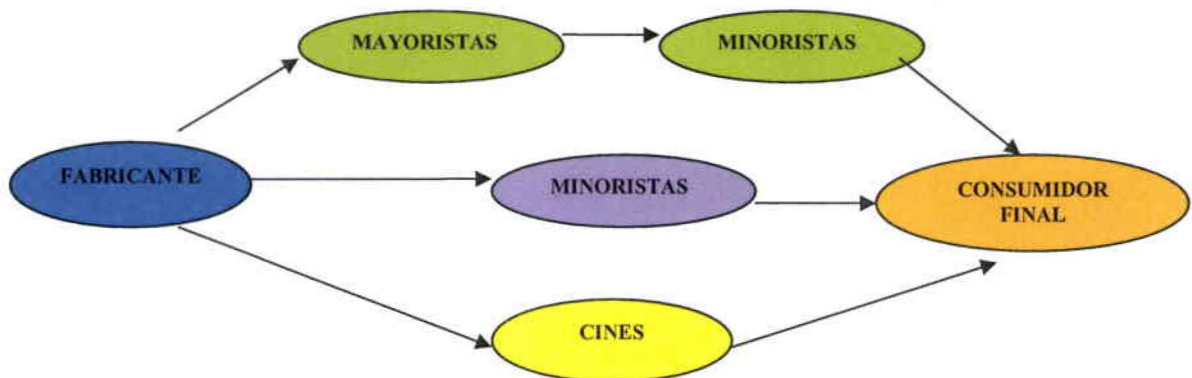 MAYORISTAS
MINORISTAS
FABRICANTE
MINORISTAS
CONSUMIDOR
FINAL
CINES